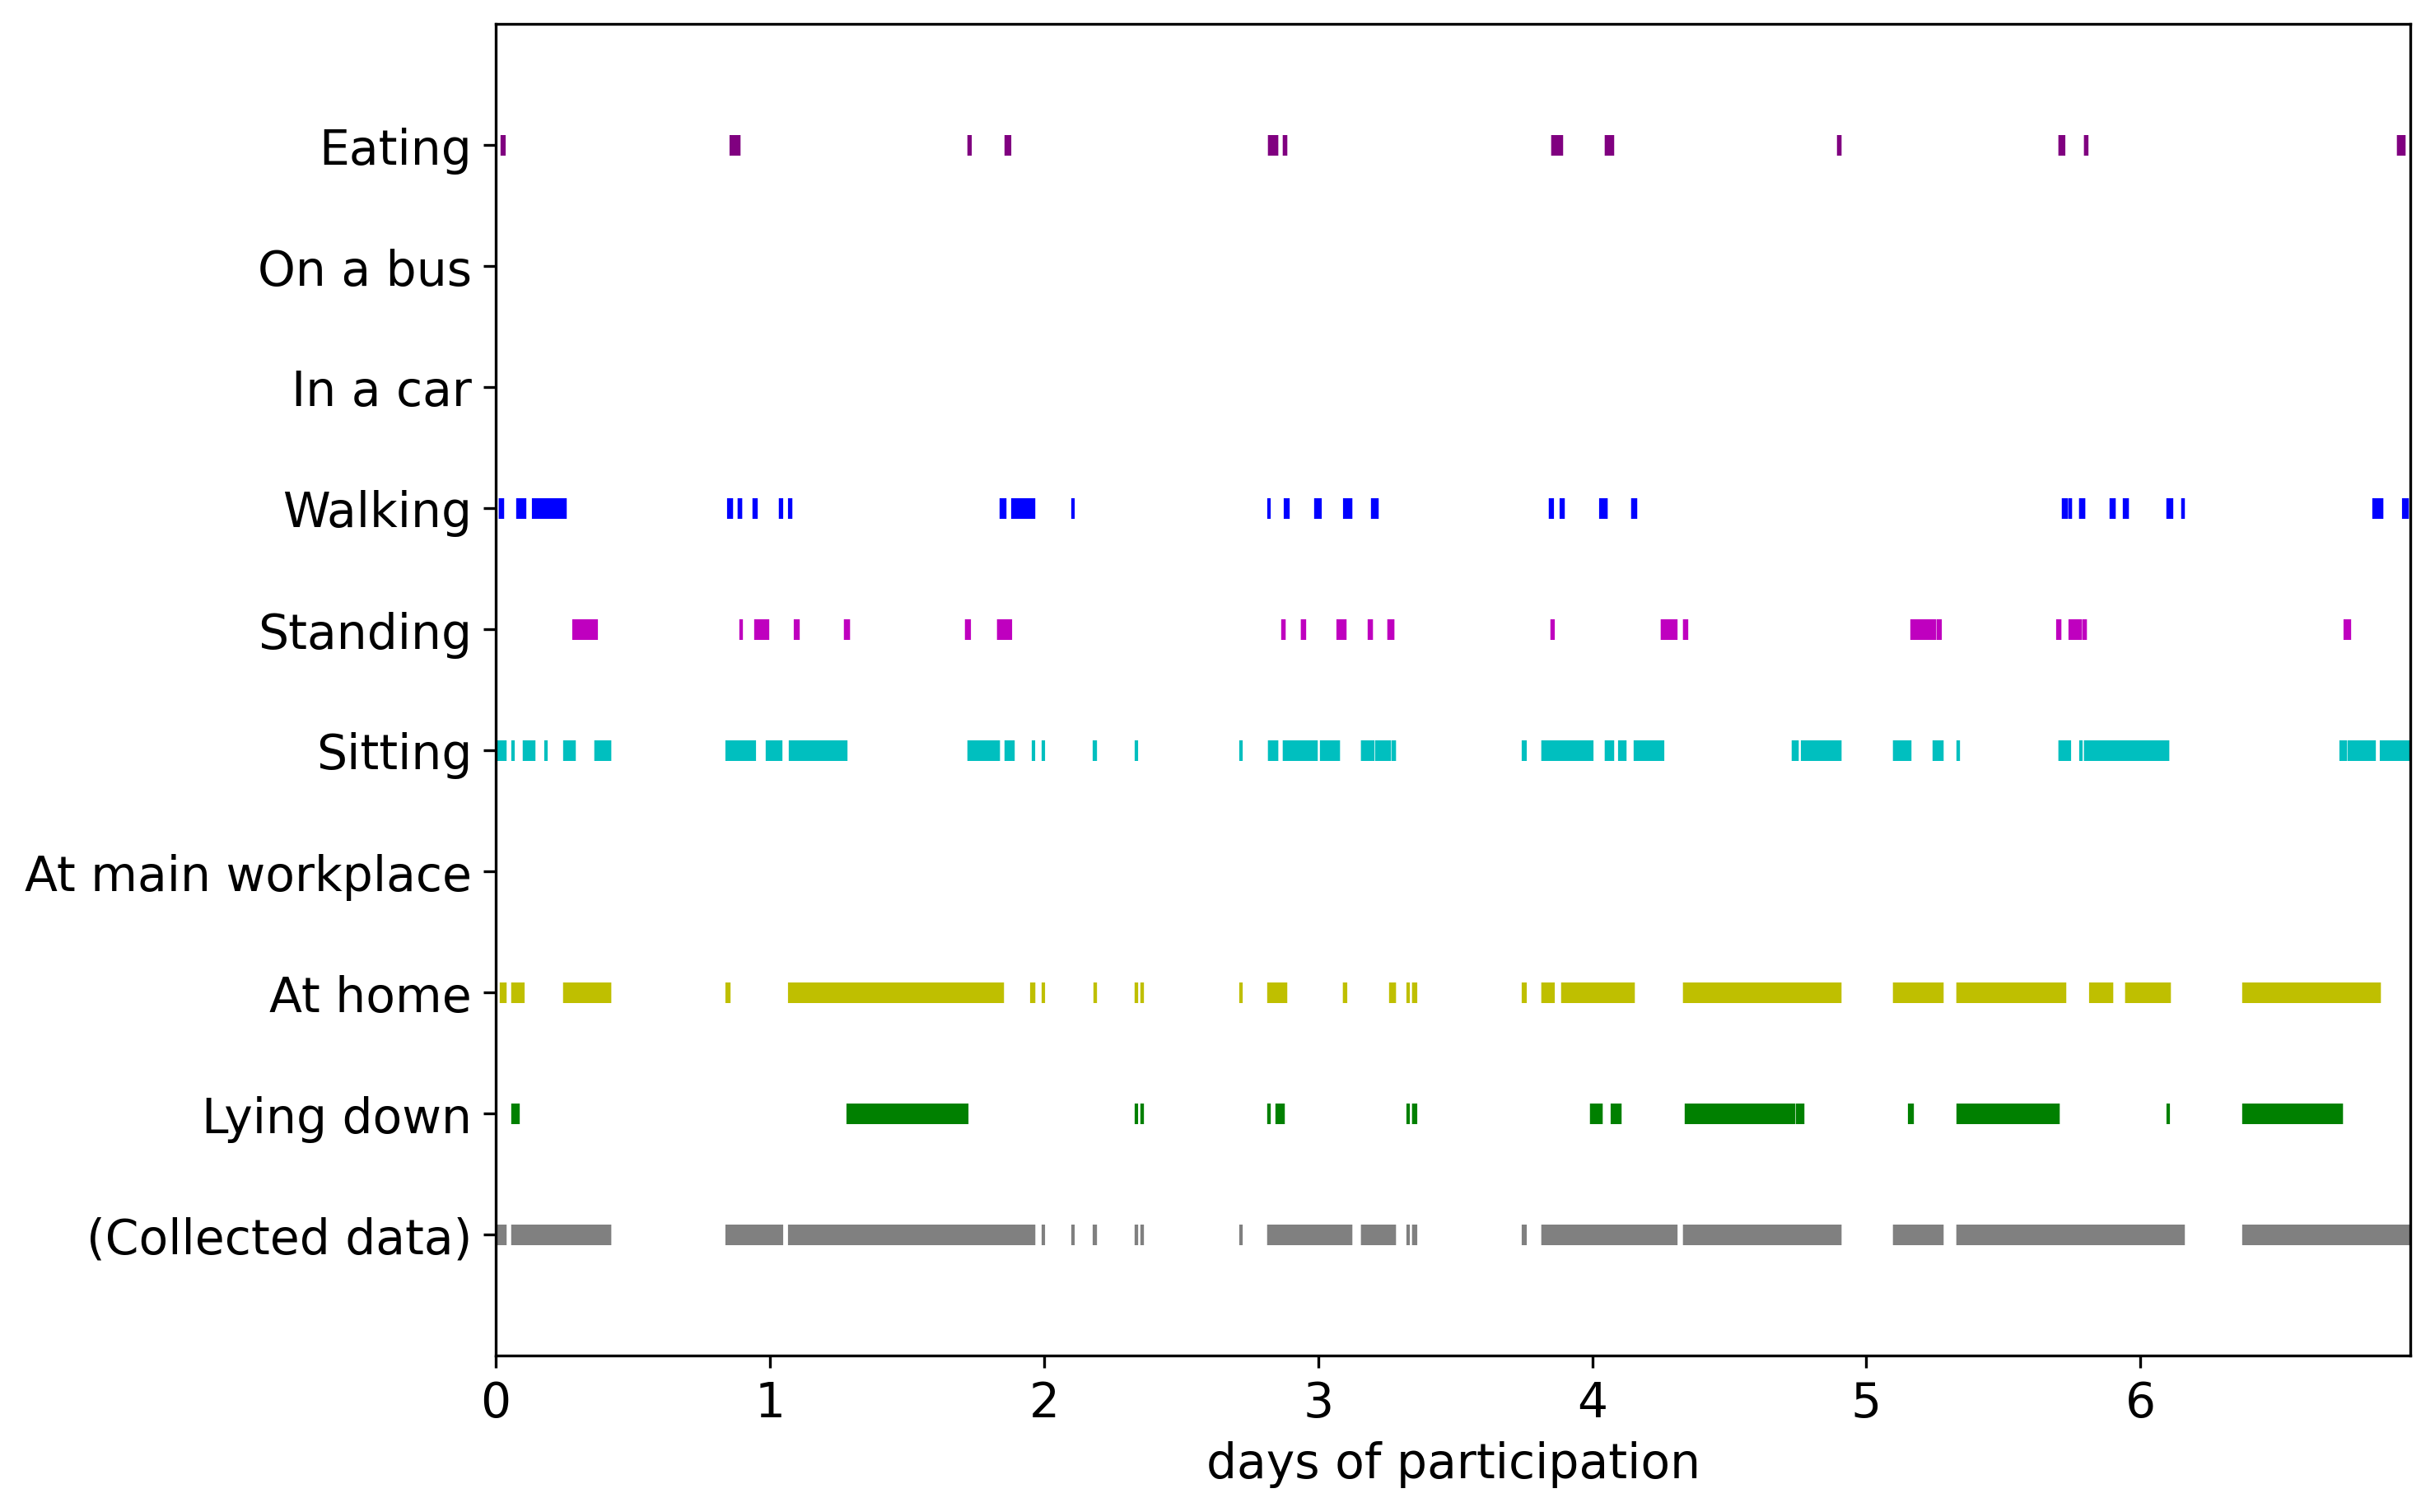 Eating
On a bus
In a car
Walking
Standing
Sitting
At main workplace
At home
Lying down
(Collected data)
0 1 2 3 4 5 6
days of participation